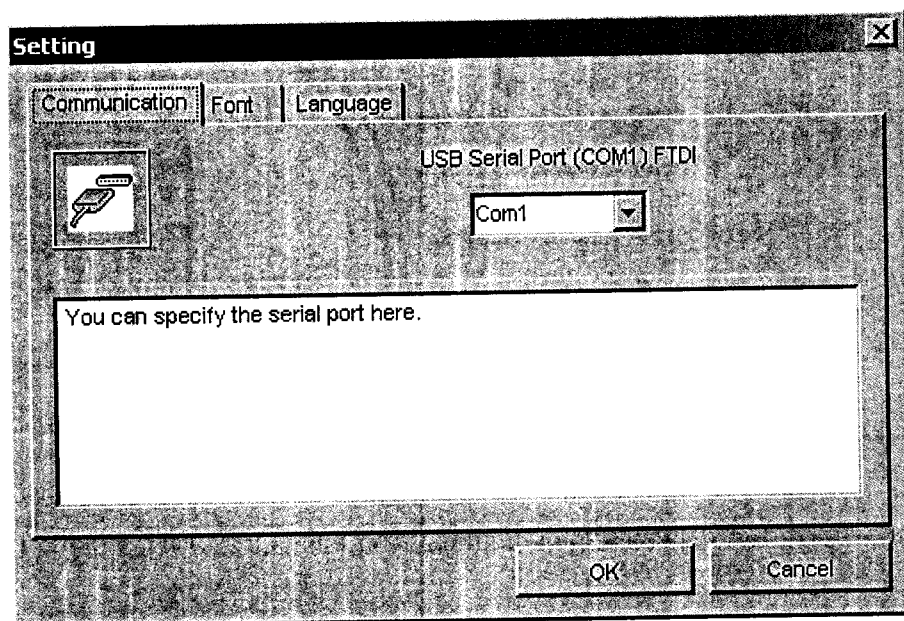 Setting
Communication Font Language
USB Serial Port (COM1) FTDI
Com1
You can specify the serial port here.
OK Cancel